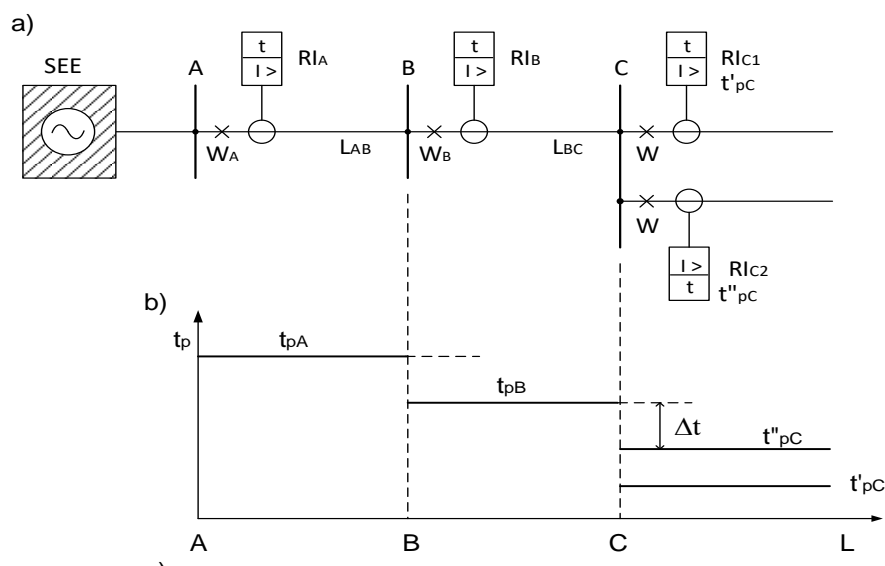 a)
SEE
A
t
I >
RIA
B
t
I >
RIB
C
t
I >
RIC1
t'pC
WA
LAB
WB
LBC
W
W
I >
t
RIC2
t"pC
b)
tp
tpA
tpB
Δt
t"pC
t'pC
A B C L